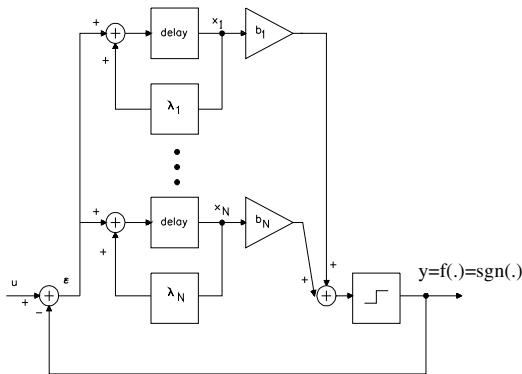 + delay x1 b1
+
λ1
+ delay xN bN
+
λN
y=f(.)=sgn(.)
+
+
u ε
+
−